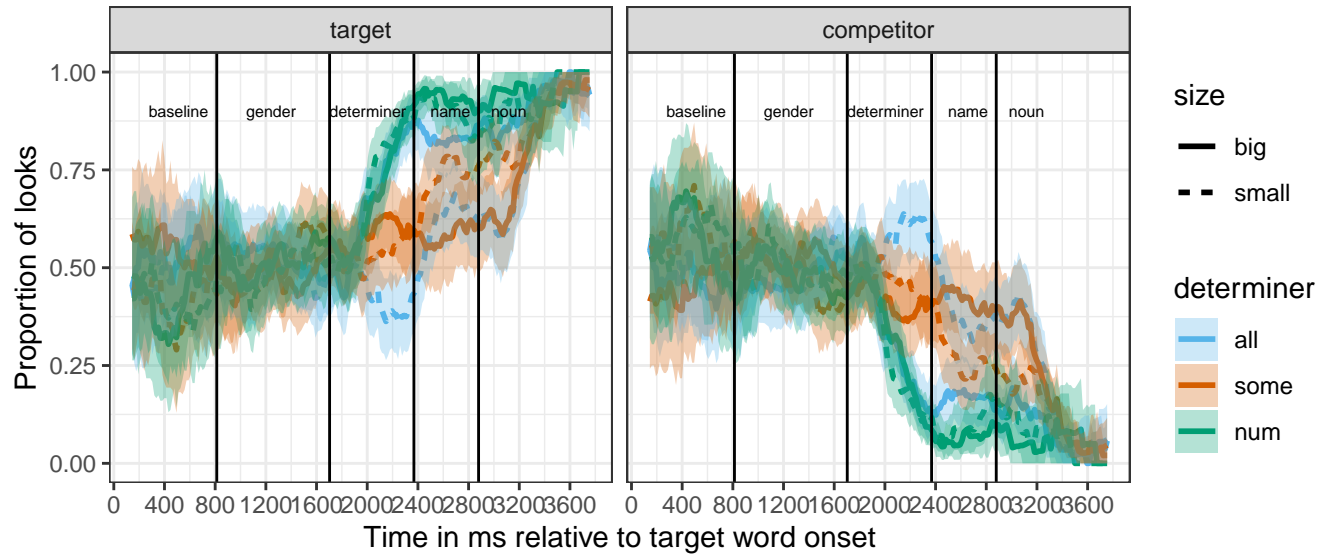 target competitor
1.00
0.75
0.50
0.25
0.00
Proportion of looks
baseline gender determiner name noun
baseline gender determiner name noun
0 400 800 1200 1600 2000 2400 2800 3200 3600
0 400 800 1200 1600 2000 2400 2800 3200 3600
Time in ms relative to target word onset
size
big
small
determiner
all
some
num